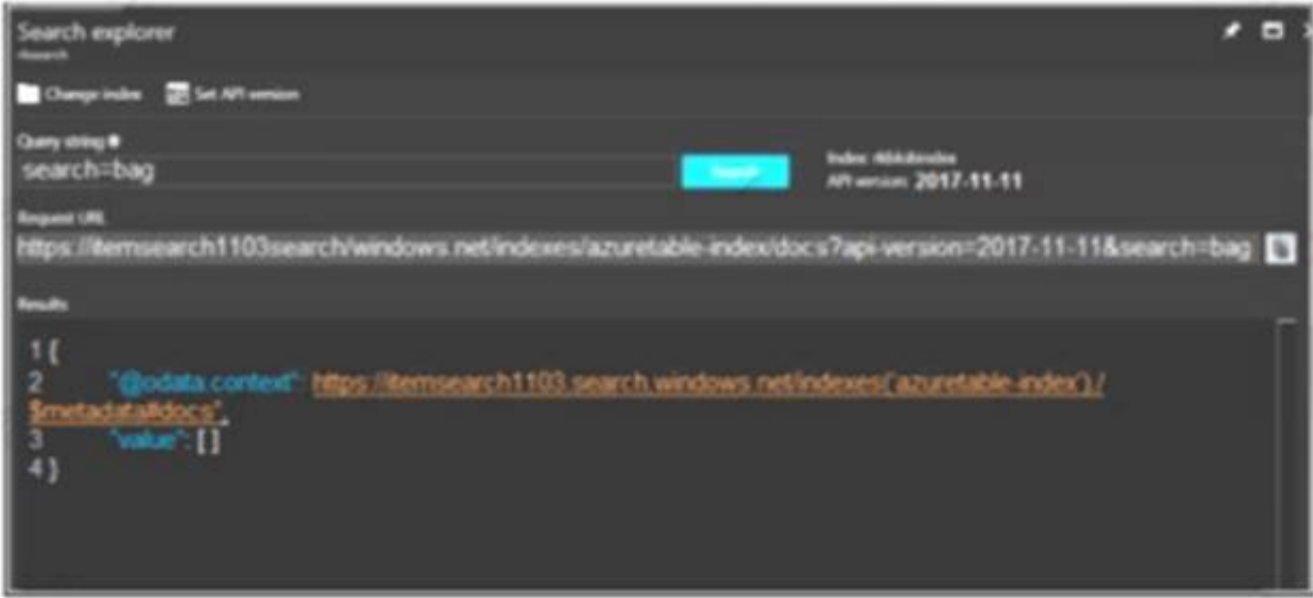 Search explorer
Change index Set API version
Query string
search=bag
Search
Index:
API version: 2017-11-11
Request URL
https://itemsearch1103search/windows.net/indexes/azuretable-index/docs?api-version=2017-11-11&search=bag
Results
1 {
2 "@odata.context": https://itemsearch1103.search.windows.net/indexes('azuretable-index')./
$metadata#docs",
3 "value": [ ]
4 }